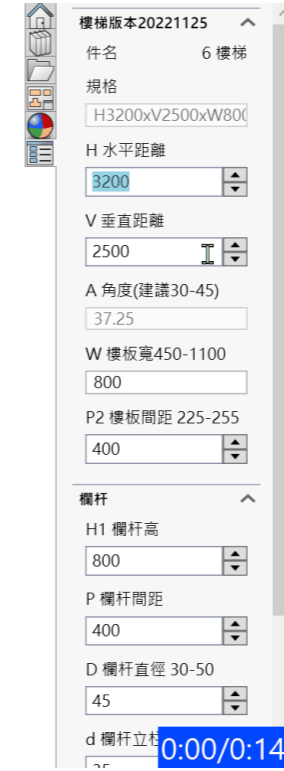 樓梯版本20221125
件名 6 樓梯
規格
H3200xV2500xW800
H 水平距離
3200
V 垂直距離
2500
A 角度(建議30-45)
37.25
W 樓板寬450-1100
800
P2 樓板間距 225-255
400
欄杆
H1 欄杆高
800
P 欄杆間距
400
D 欄杆直徑 30-50
45
d 欄杆立
0:00/0:14